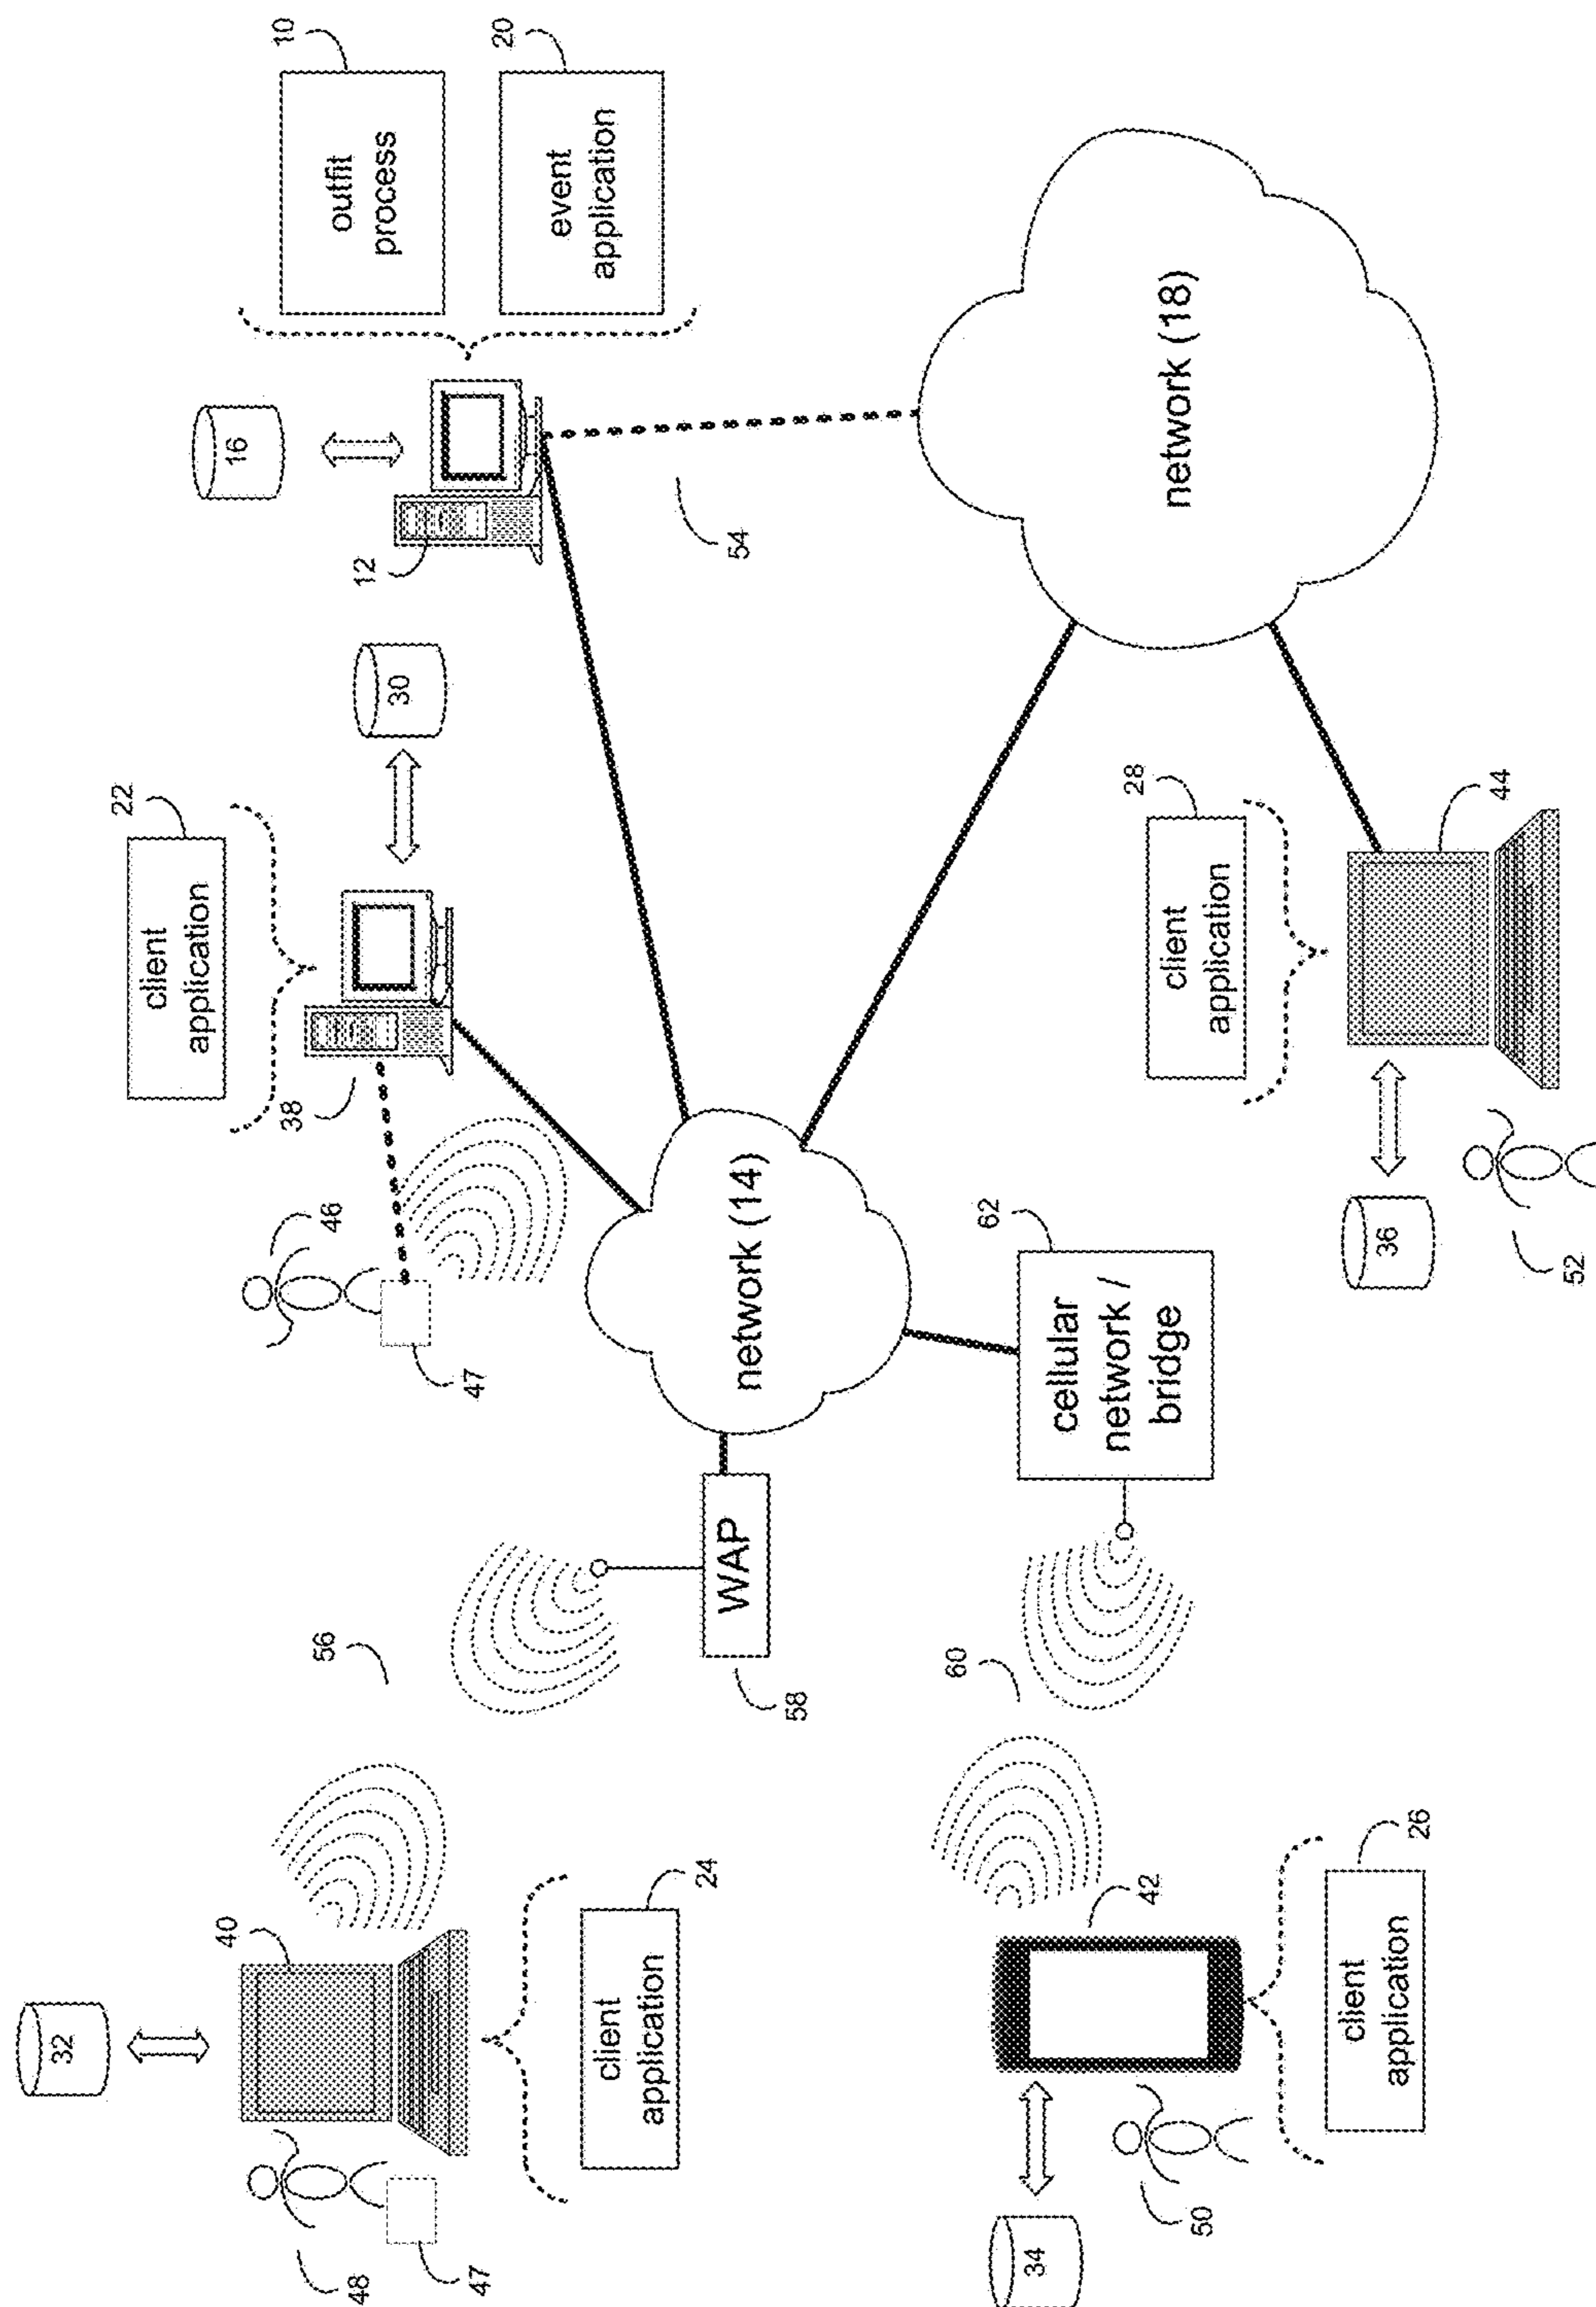 32
40
48
47
client
application
24
56
WAP
58
46
47
38
client
application
22
30
16
12
outfit
process
10
event
application
20
54
network (14)
network (18)
34
50
42
client
application
26
60
cellular
network /
bridge
62
36
52
client
application
28
44